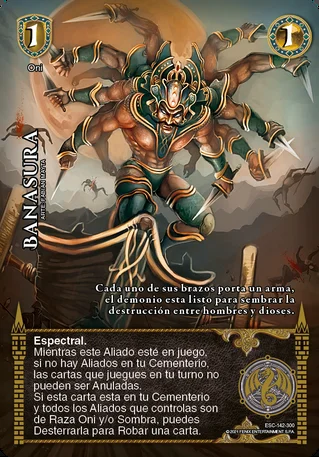 1
1
Oni
BANASURA
Cada uno de sus brazos porta un arma,
el demonio esta listo para sembrar la
destrucción entre hombres y dioses.
Espectral.
Mientras este Aliado esté en juego,
si no hay Aliados en tu Cementerio,
las cartas que juegues en tu turno no
pueden ser Anuladas.
Si esta carta esta en tu Cementerio
y todos los Aliados que controlas son
de Raza Oni y/o Sombra, puedes
Desterrarla para Robar una carta.
ESC-142-300
©2021 FENIX ENTERTAINMENT S.P.A.